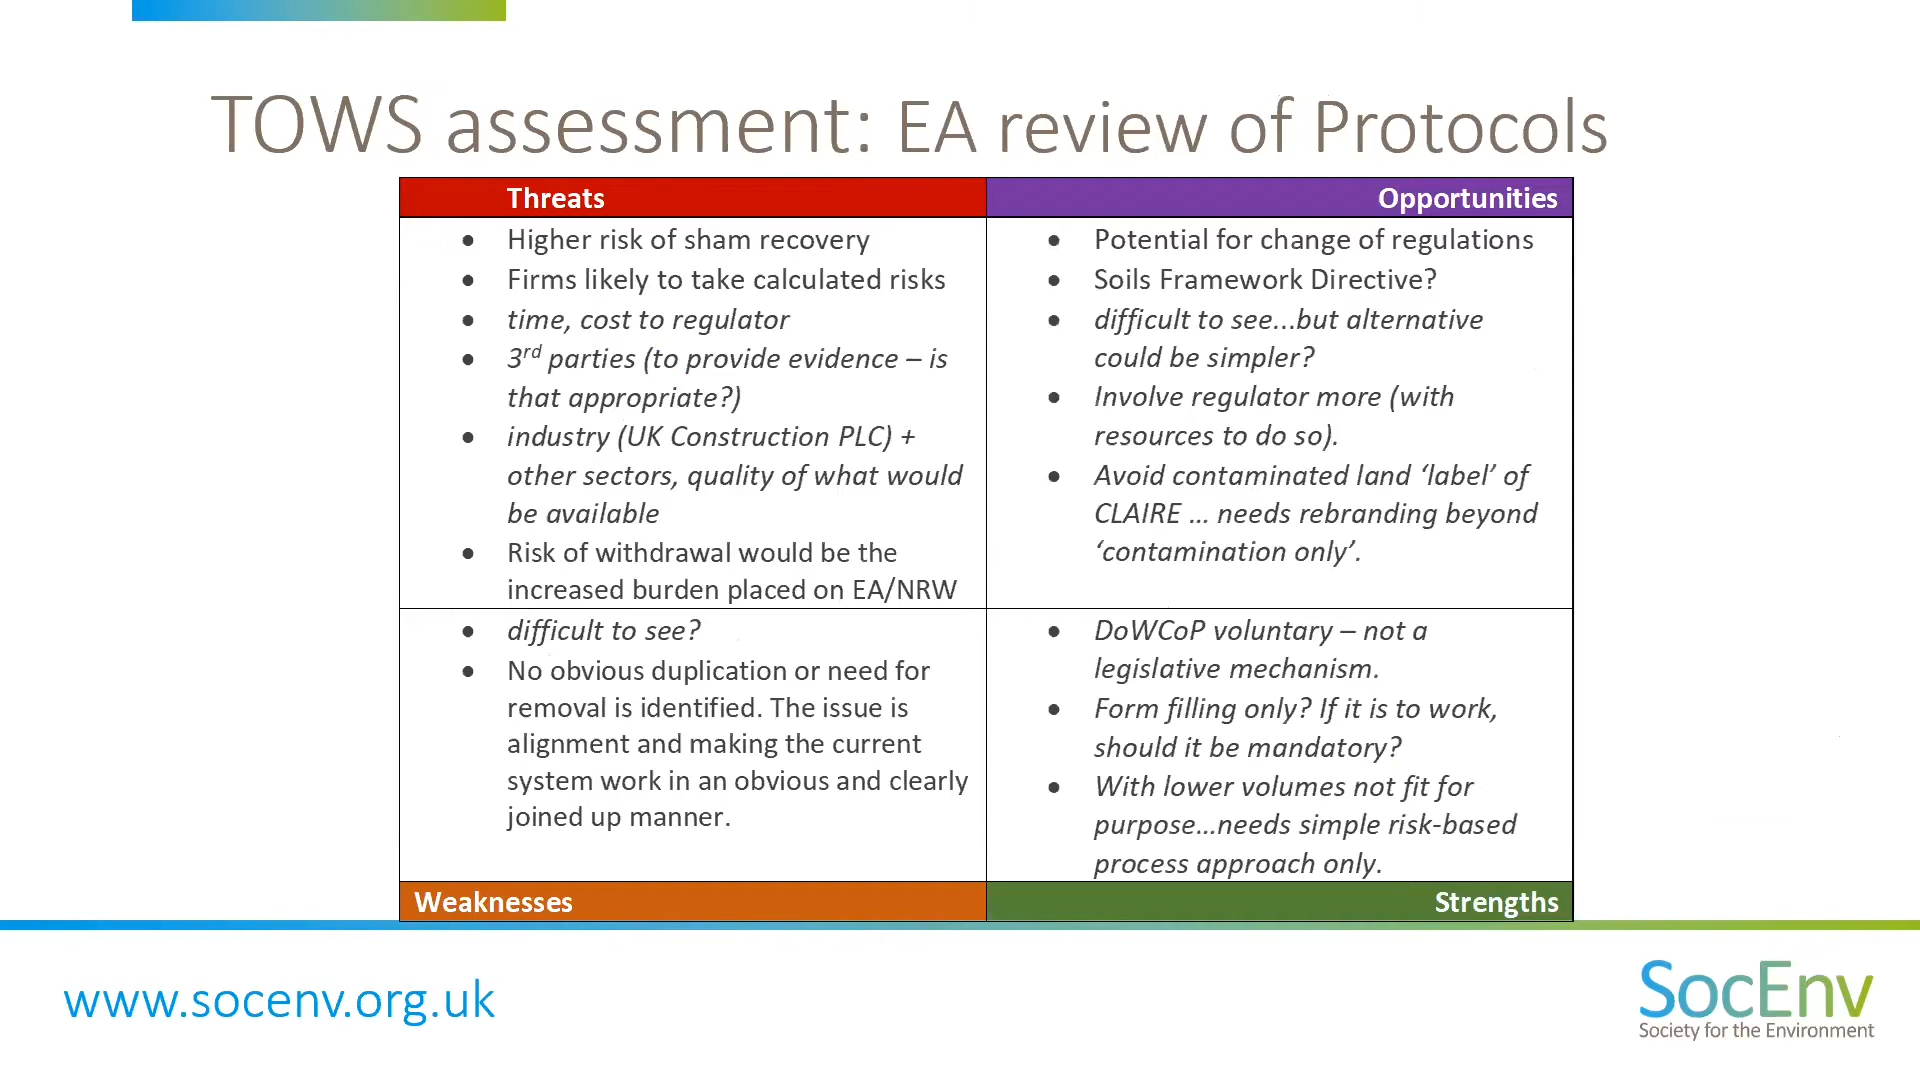 TOWS assessment: EA review of Protocols
Threats
• Higher risk of sham recovery
• Firms likely to take calculated risks
• time, cost to regulator
• 3rd parties (to provide evidence – is
that appropriate?)
• industry (UK Construction PLC) +
other sectors, quality of what would
be available
• Risk of withdrawal would be the
increased burden placed on EA/NRW
Opportunities
• Potential for change of regulations
• Soils Framework Directive?
• difficult to see...but alternative
could be simpler?
• Involve regulator more (with
resources to do so).
• Avoid contaminated land ‘label’ of
CLAIRE … needs rebranding beyond
‘contamination only’.
• difficult to see?
• No obvious duplication or need for
removal is identified. The issue is
alignment and making the current
system work in an obvious and clearly
joined up manner.
Weaknesses
• DoWCoP voluntary – not a
legislative mechanism.
• Form filling only? If it is to work,
should it be mandatory?
• With lower volumes not fit for
purpose…needs simple risk-based
process approach only.
Strengths
www.socenv.org.uk
SocEnv
Society for the Environment